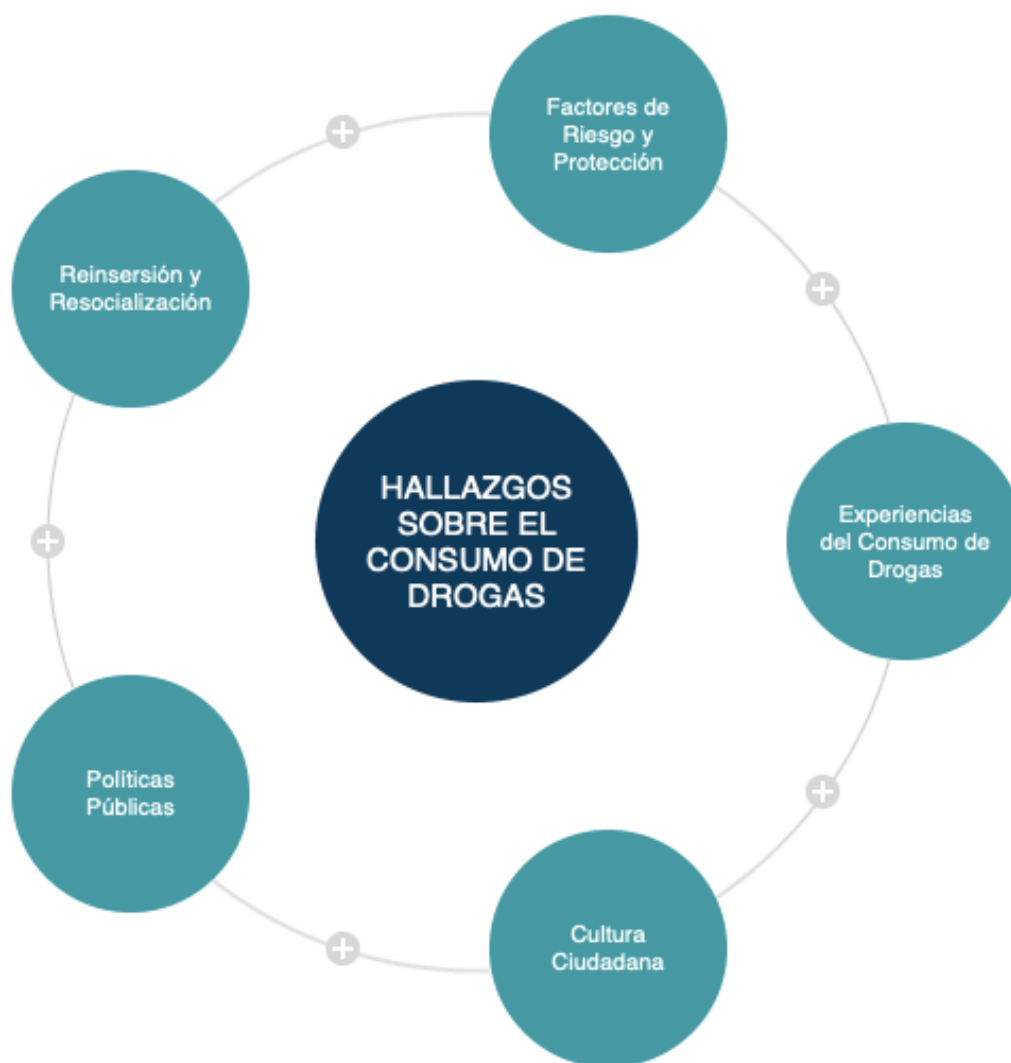 Factores de
Riesgo y
Protección
Reinsersión y
Resocialización
HALLAZGOS
SOBRE EL
CONSUMO DE
DROGAS
Experiencias
del Consumo de
Drogas
Políticas
Públicas
Cultura
Ciudadana